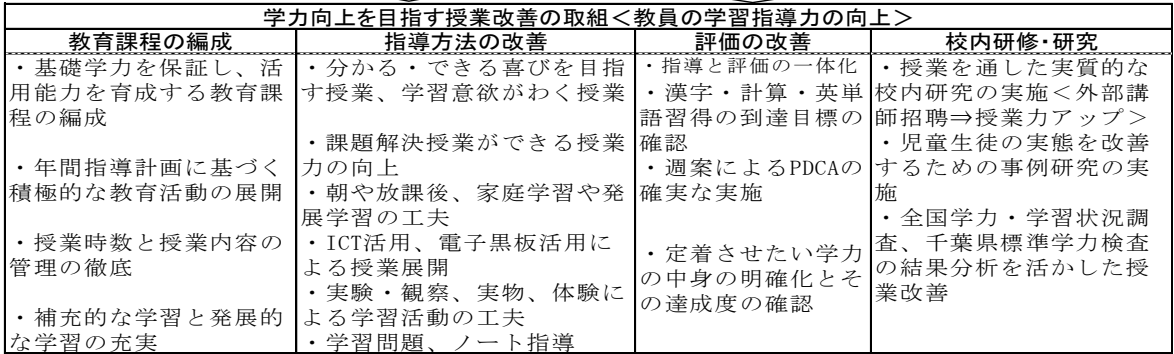 学力向上を目指す授業改善の取組＜教員の学習指導力の向上＞
教育課程の編成
・基礎学力を保証し、活
用能力を育成する教育課
程の編成
・年間指導計画に基づく
積極的な教育活動の展開
・授業時数と授業内容の
管理の徹底
・補充的な学習と発展的
な学習の充実
指導方法の改善
・分かる・できる喜びを目指
す授業、学習意欲がわく授業
・課題解決授業ができる授業
力の向上
・朝や放課後、家庭学習や発
展学習の工夫
・ICT活用、電子黒板活用に
よる授業展開
・実験・観察、実物、体験に
よる学習活動の工夫
・学習問題、ノート指導
評価の改善
・指導と評価の一体化
・漢字・計算・英単
語習得の到達目標の
確認
・週案によるPDCAの
確実な実施
・定着させたい学力
の中身の明確化とそ
の達成度の確認
校内研修･研究
・授業を通した実質的な
校内研究の実施＜外部講
師招聘⇒授業力アップ＞
・児童生徒の実態を改善
するための事例研究の実
施
・全国学力・学習状況調
査、千葉県標準学力検査
の結果分析を活かした授
業改善